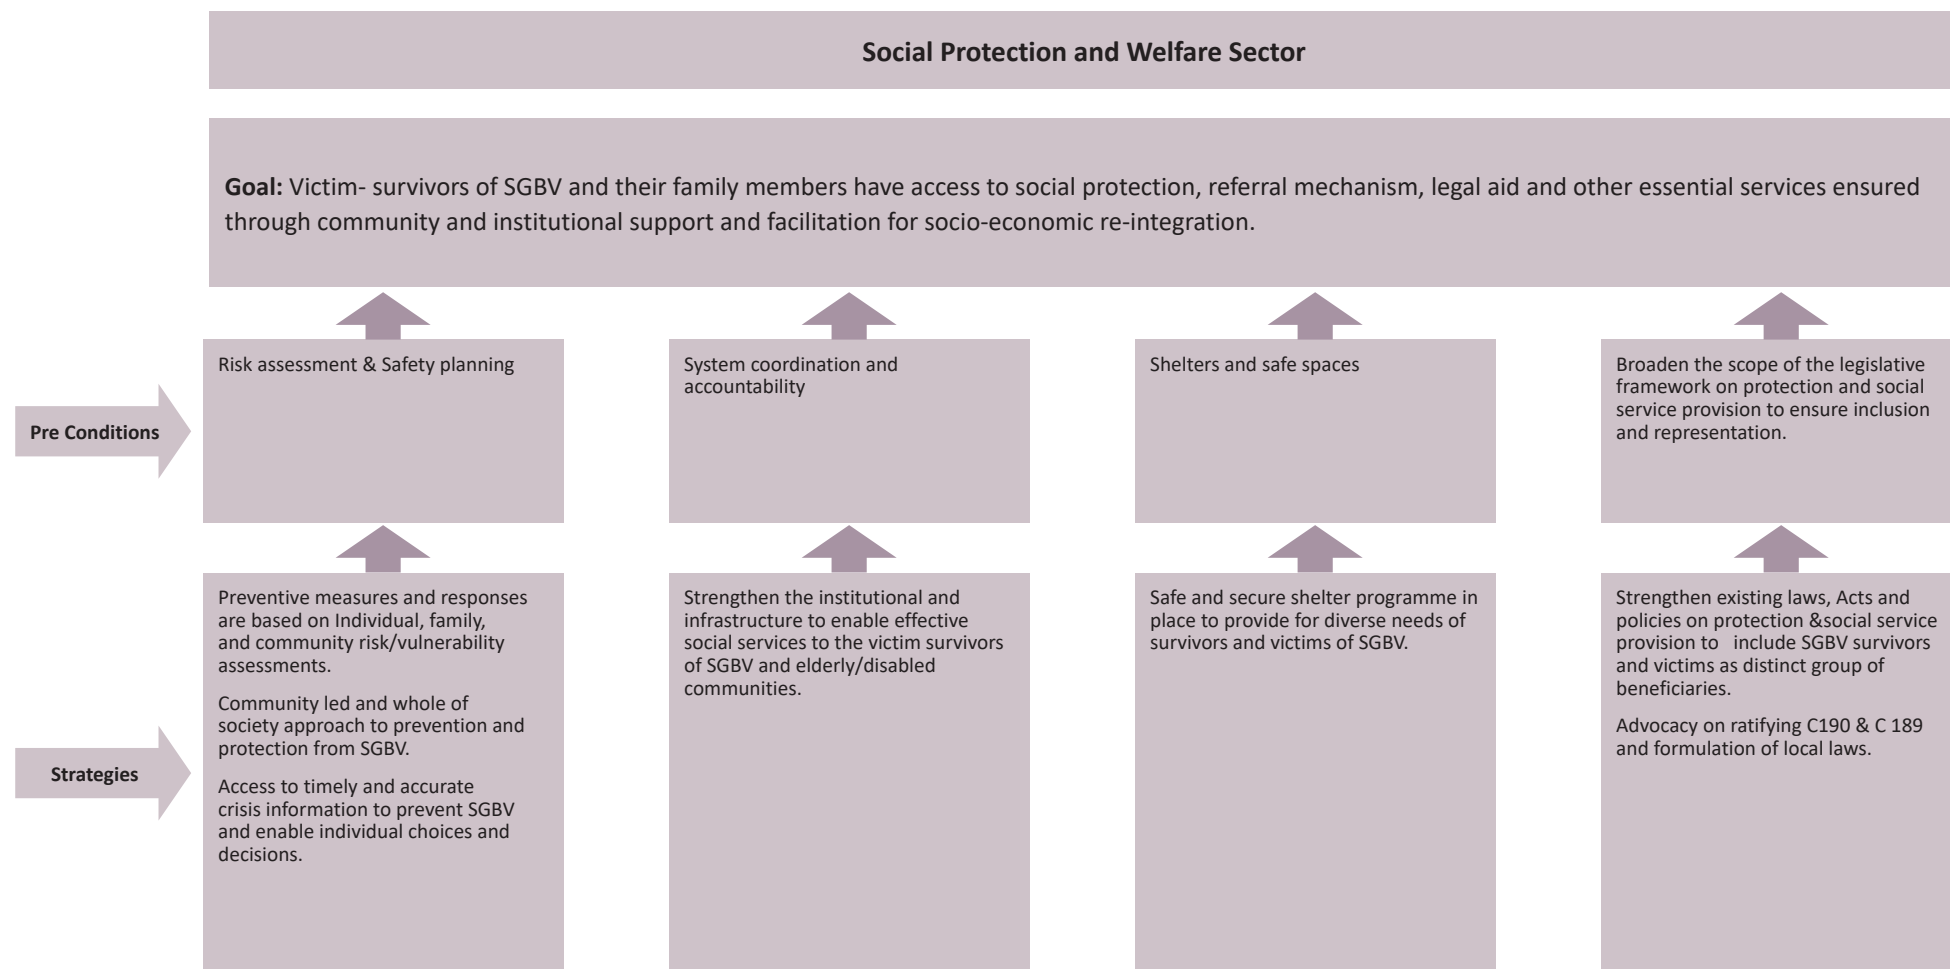 Social Protection and Welfare Sector
Goal: Victim- survivors of SGBV and their family members have access to social protection, referral mechanism, legal aid and other essential services ensured
through community and institutional support and facilitation for socio-economic re-integration.
Pre Conditions
Risk assessment & Safety planning
System coordination and
accountability
Shelters and safe spaces
Broaden the scope of the legislative
framework on protection and social
service provision to ensure inclusion
and representation.
Strategies
Preventive measures and responses
are based on Individual, family,
and community risk/vulnerability
assessments.
Community led and whole of
society approach to prevention and
protection from SGBV.
Access to timely and accurate
crisis information to prevent SGBV
and enable individual choices and
decisions.
Strengthen the institutional and
infrastructure to enable effective
social services to the victim survivors
of SGBV and elderly/disabled
communities.
Safe and secure shelter programme in
place to provide for diverse needs of
survivors and victims of SGBV.
Strengthen existing laws, Acts and
policies on protection &social service
provision to   include SGBV survivors
and victims as distinct group of
beneficiaries.
Advocacy on ratifying C190 & C 189
and formulation of local laws.